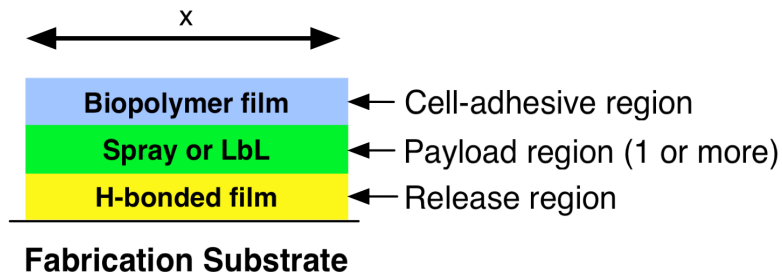 x
Biopolymer film
Cell-adhesive region
Spray or LbL
Payload region (1 or more)
H-bonded film
Release region
Fabrication Substrate